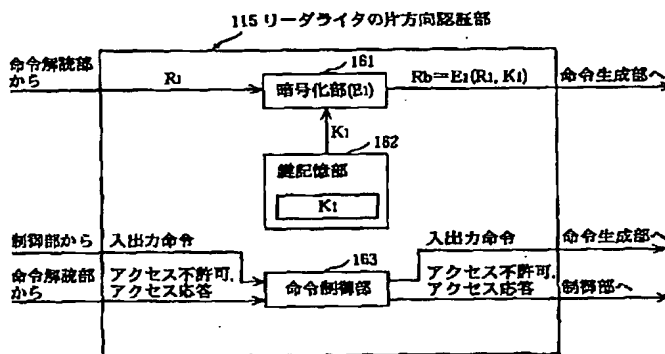 115 リーダライタの片方向認証部
命令解読部
から
R1
161
暗号化部(E1)
Rb=E1(R1, K1)
命令生成部へ
K1
162
鍵記憶部
K1
制御部から
入出力命令
入出力命令
命令生成部へ
命令解読部
から
アクセス不許可,
アクセス応答
163
命令制御部
アクセス不許可,
アクセス応答
制御部へ